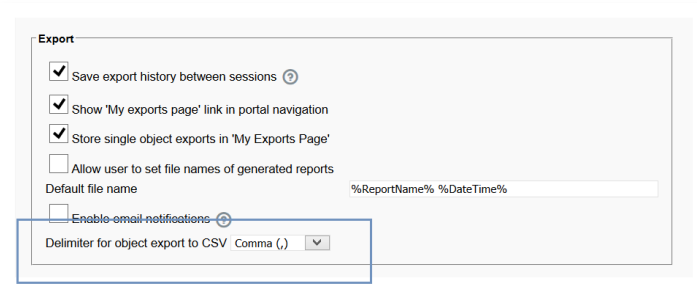 Export
Save export history between sessions ?
Show 'My exports page' link in portal navigation
Store single object exports in 'My Exports Page'
Allow user to set file names of generated reports
Default file name %ReportName% %DateTime%
Enable email notifications ?
Delimiter for object export to CSV Comma (,)